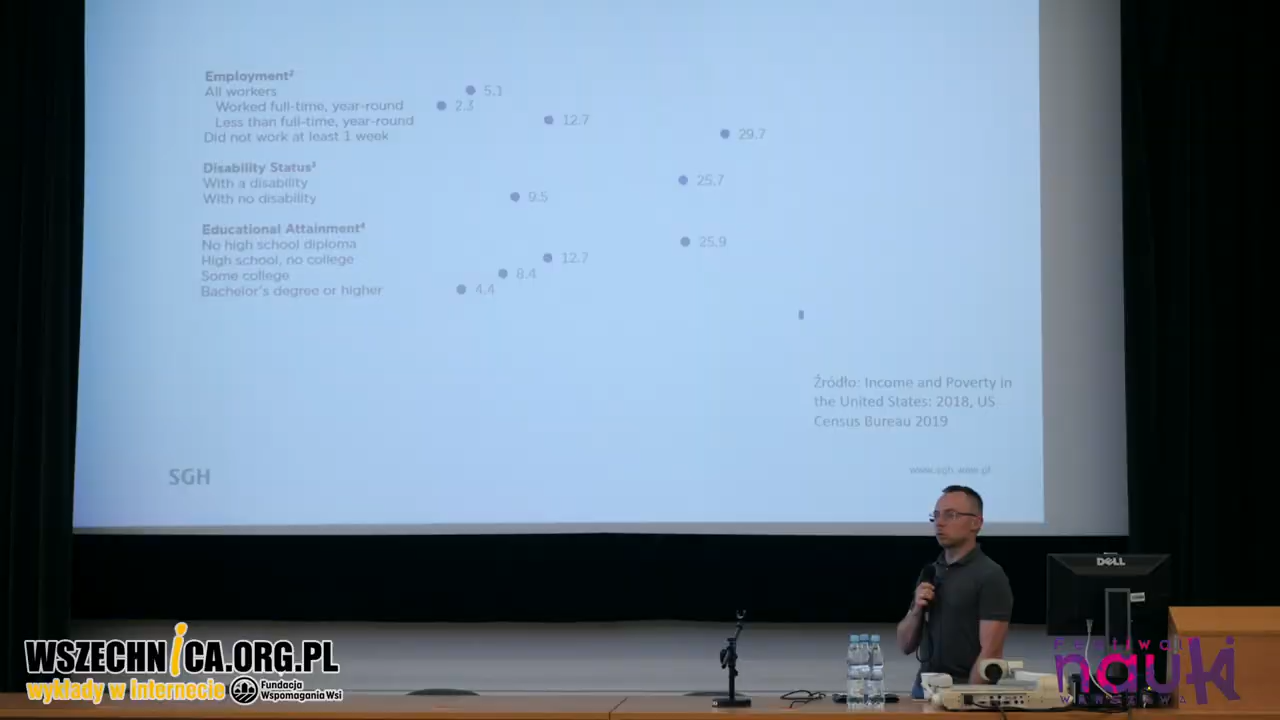 Employment²
All workers 5.1
Worked full-time, year-round 2.3
Less than full-time, year-round 12.7
Did not work at least 1 week 29.7
Disability Status³
With a disability 25.7
With no disability 9.5
Educational Attainment⁴
No high school diploma 25.9
High school, no college 12.7
Some college 8.4
Bachelor's degree or higher 4.4
Źródło: Income and Poverty in
the United States: 2018, US
Census Bureau 2019
SGH
www.sgh.waw.pl
DELL
WSZECHNICA.ORG.PL
wykłady w internecie
Fundacja
Wspomagania Wsi
Festiwal
nauki
WARSZAWA